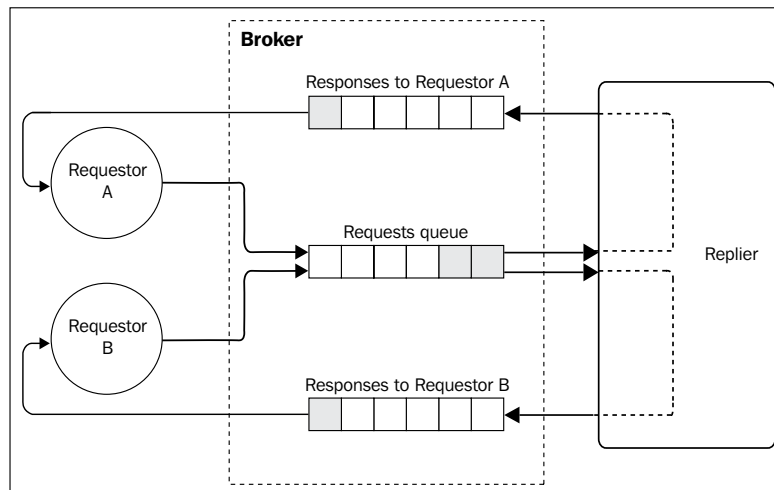 Broker
Responses to Requestor A
Requestor
A
Requests queue
Replier
Requestor
B
Responses to Requestor B